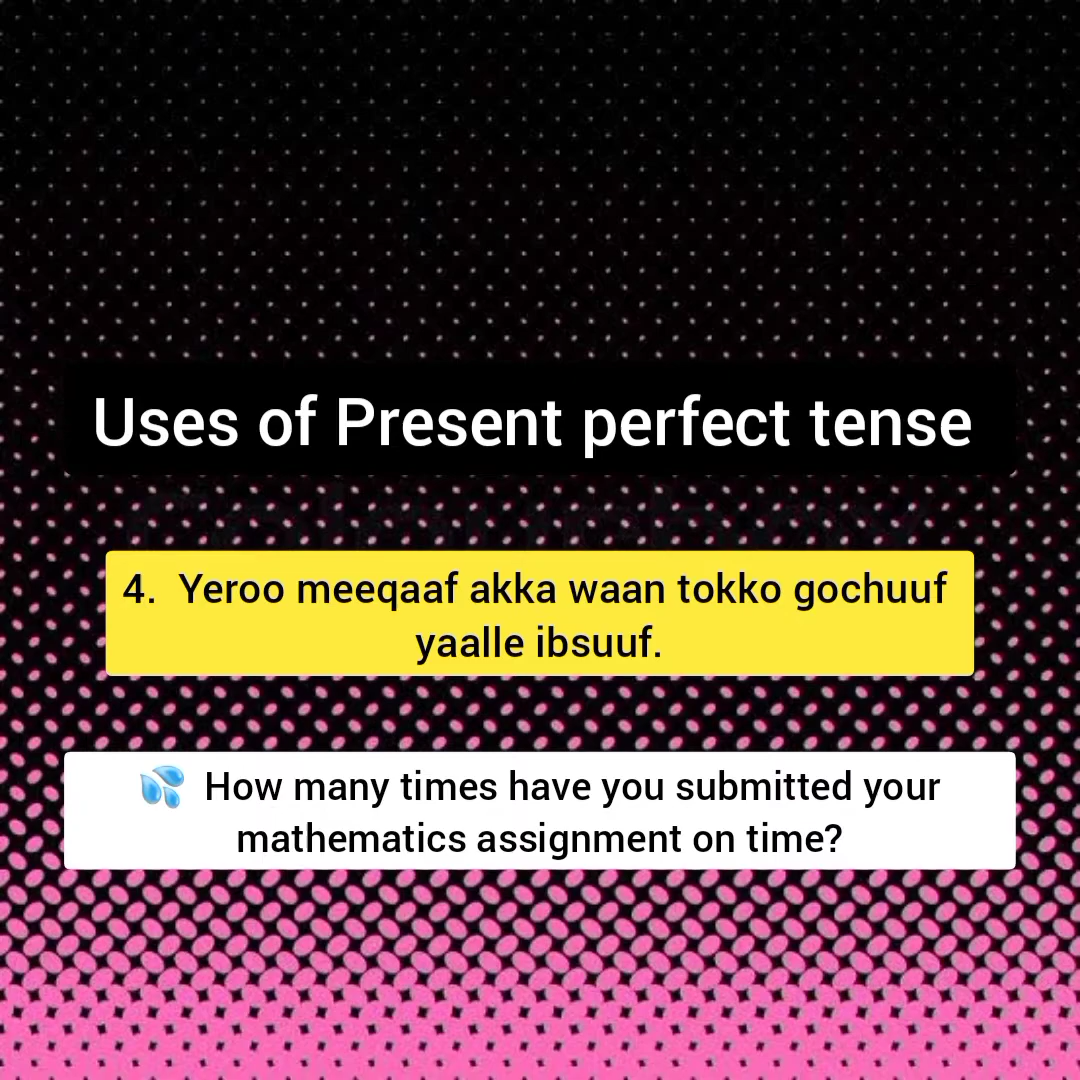 Uses of Present perfect tense
4. Yeroo meeqaaf akka waan tokko gochuuf
yaalle ibsuuf.
💦 How many times have you submitted your
mathematics assignment on time?